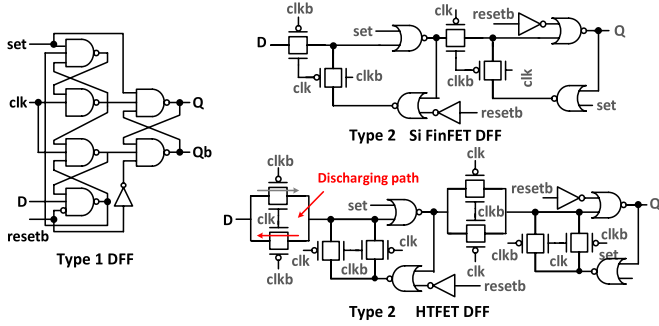 set
clk
D
resetb
Q
Qb
Type 1 DFF
clkb
D
clk
clkb
set
clk
clkb
clk
resetb
Q
set
resetb
Type 2 Si FinFET DFF
clkb
Discharging path
D
clk
clkb
set
clk
clkb
clk
resetb
clk
clkb
clk
resetb
Q
clkb
clk
clkb
set
Type 2 HTFET DFF